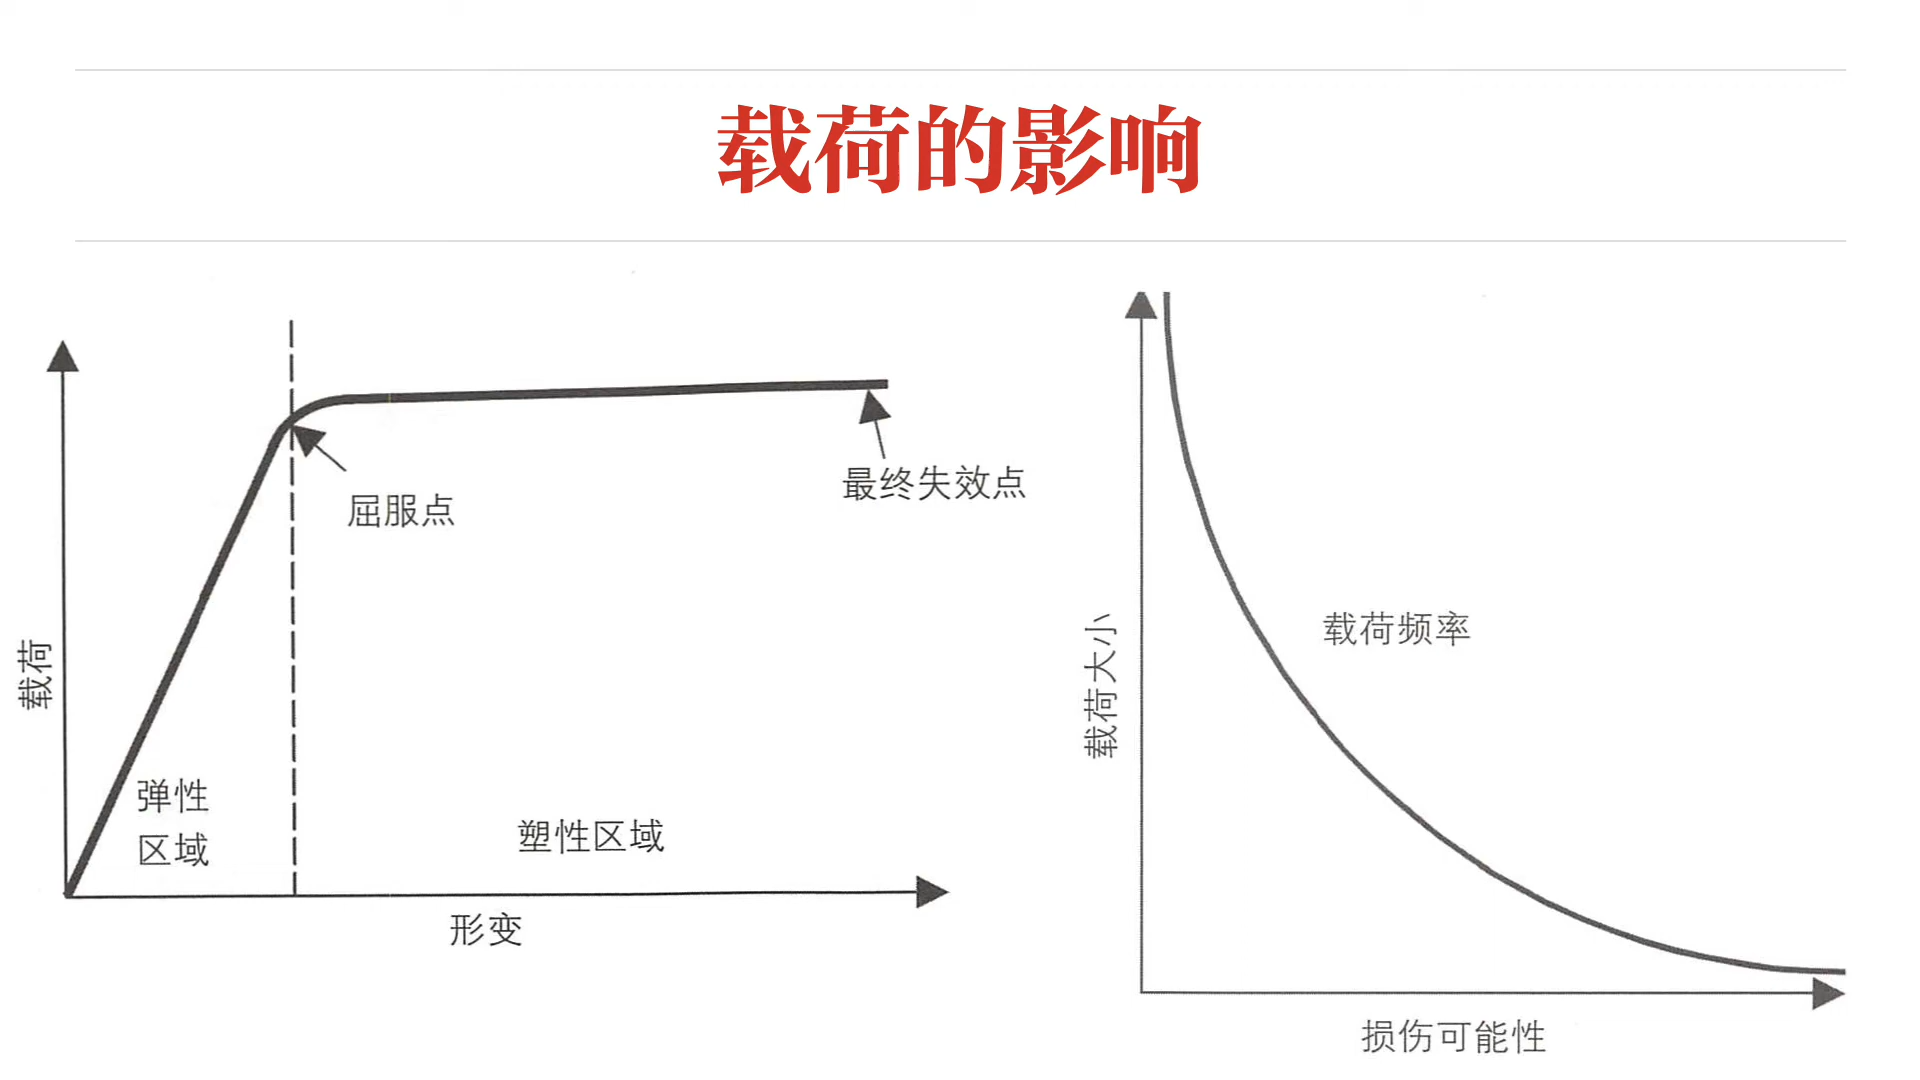 载荷的影响
载荷
弹性
区域
屈服点
最终失效点
塑性区域
形变
载荷大小
载荷频率
损伤可能性